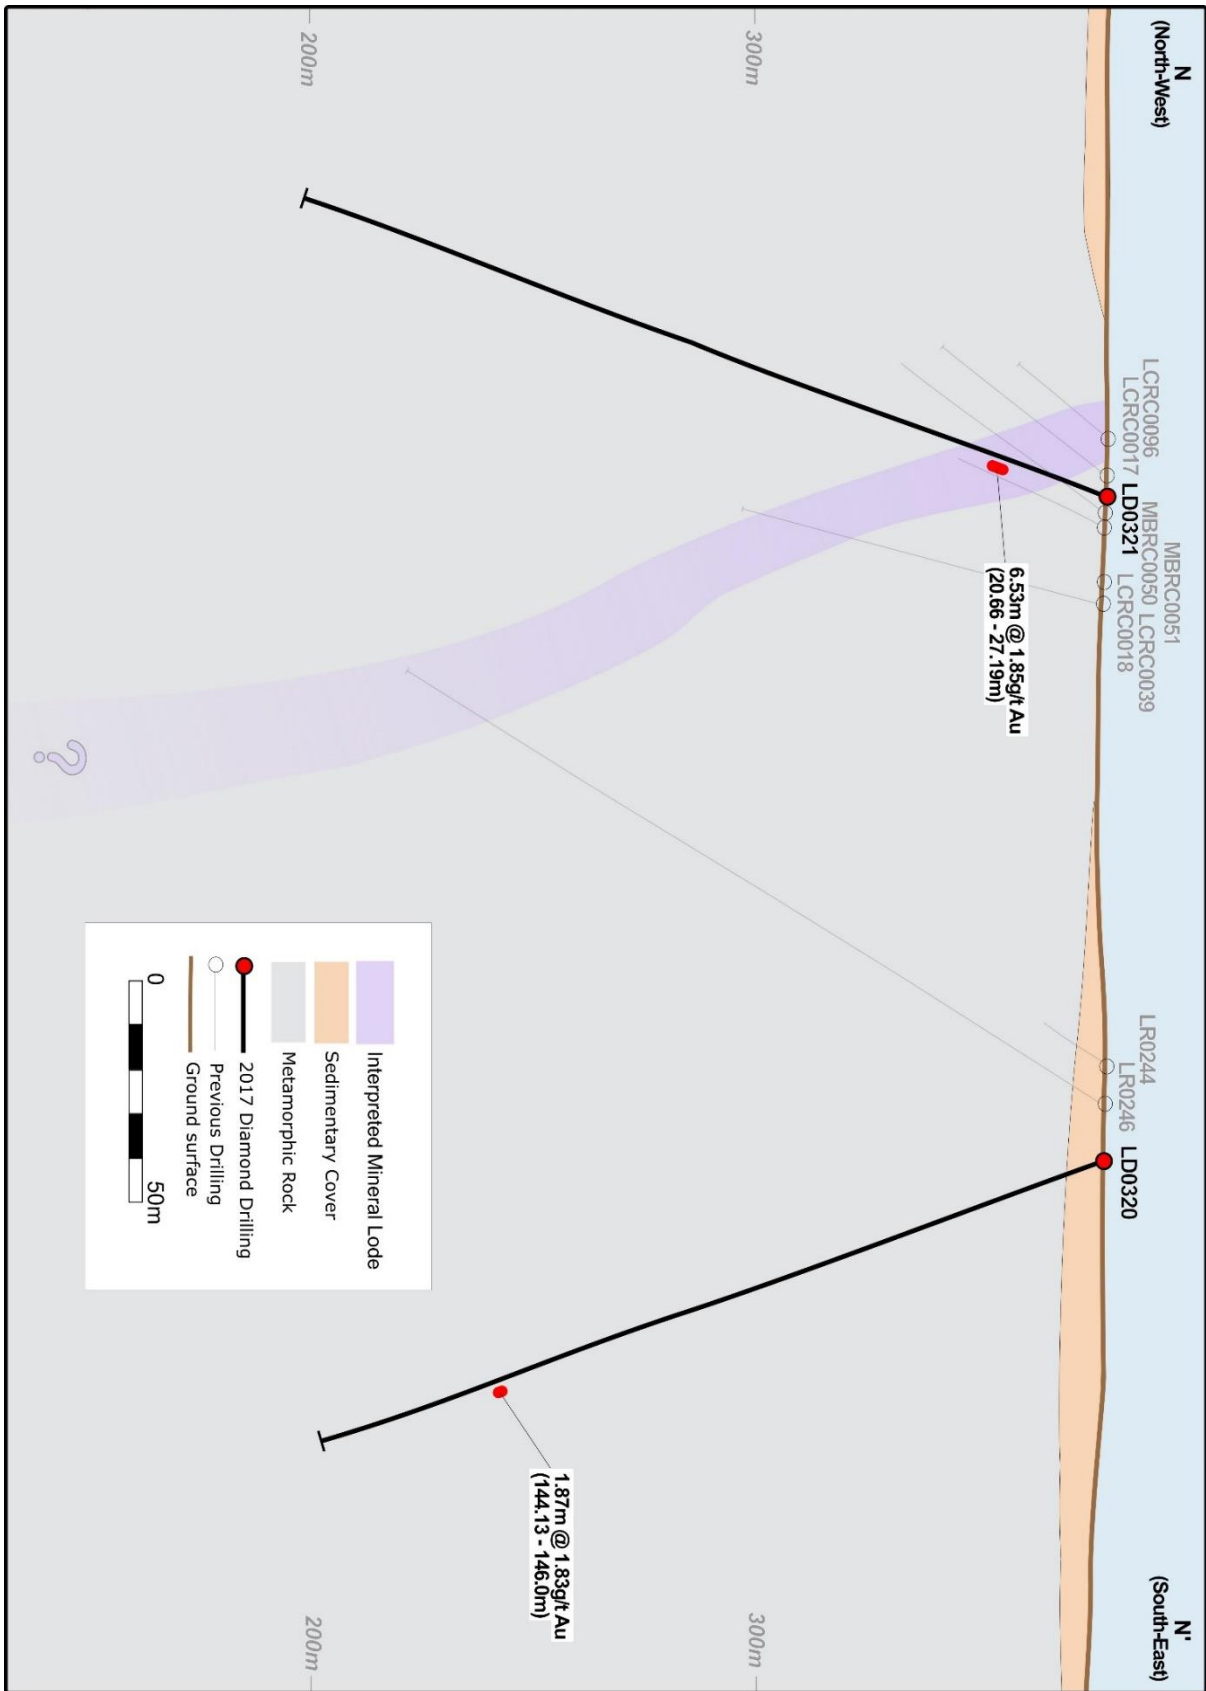 N
(North-West)
N'
(South-East)
LCRC0096
LCRC0017
LD0321
MBRC0051
MBRC0050 LCRC0039
LCRC0018
LR0244
LR0246
LD0320
300m
300m
200m
200m
6.53m @ 1.85g/t Au
(20.66 - 27.19m)
1.87m @ 1.83g/t Au
(144.13 - 146.0m)
?
Interpreted Mineral Lode
Sedimentary Cover
Metamorphic Rock
2017 Diamond Drilling
Previous Drilling
Ground surface
0
50m